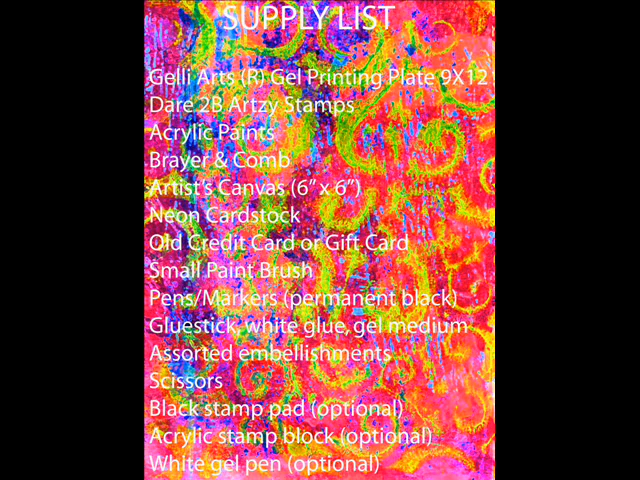 SUPPLY LIST
Gelli Arts (R) Gel Printing Plate 9X12
Dare 2B Artzy Stamps
Acrylic Paints
Brayer & Comb
Artist's Canvas (6" x 6")
Neon Cardstock
Old Credit Card or Gift Card
Small Paint Brush
Pens/Markers (permanent black)
Gluestick, white glue, gel medium
Assorted embellishments
Scissors
Black stamp pad (optional)
Acrylic stamp block (optional)
White gel pen (optional)